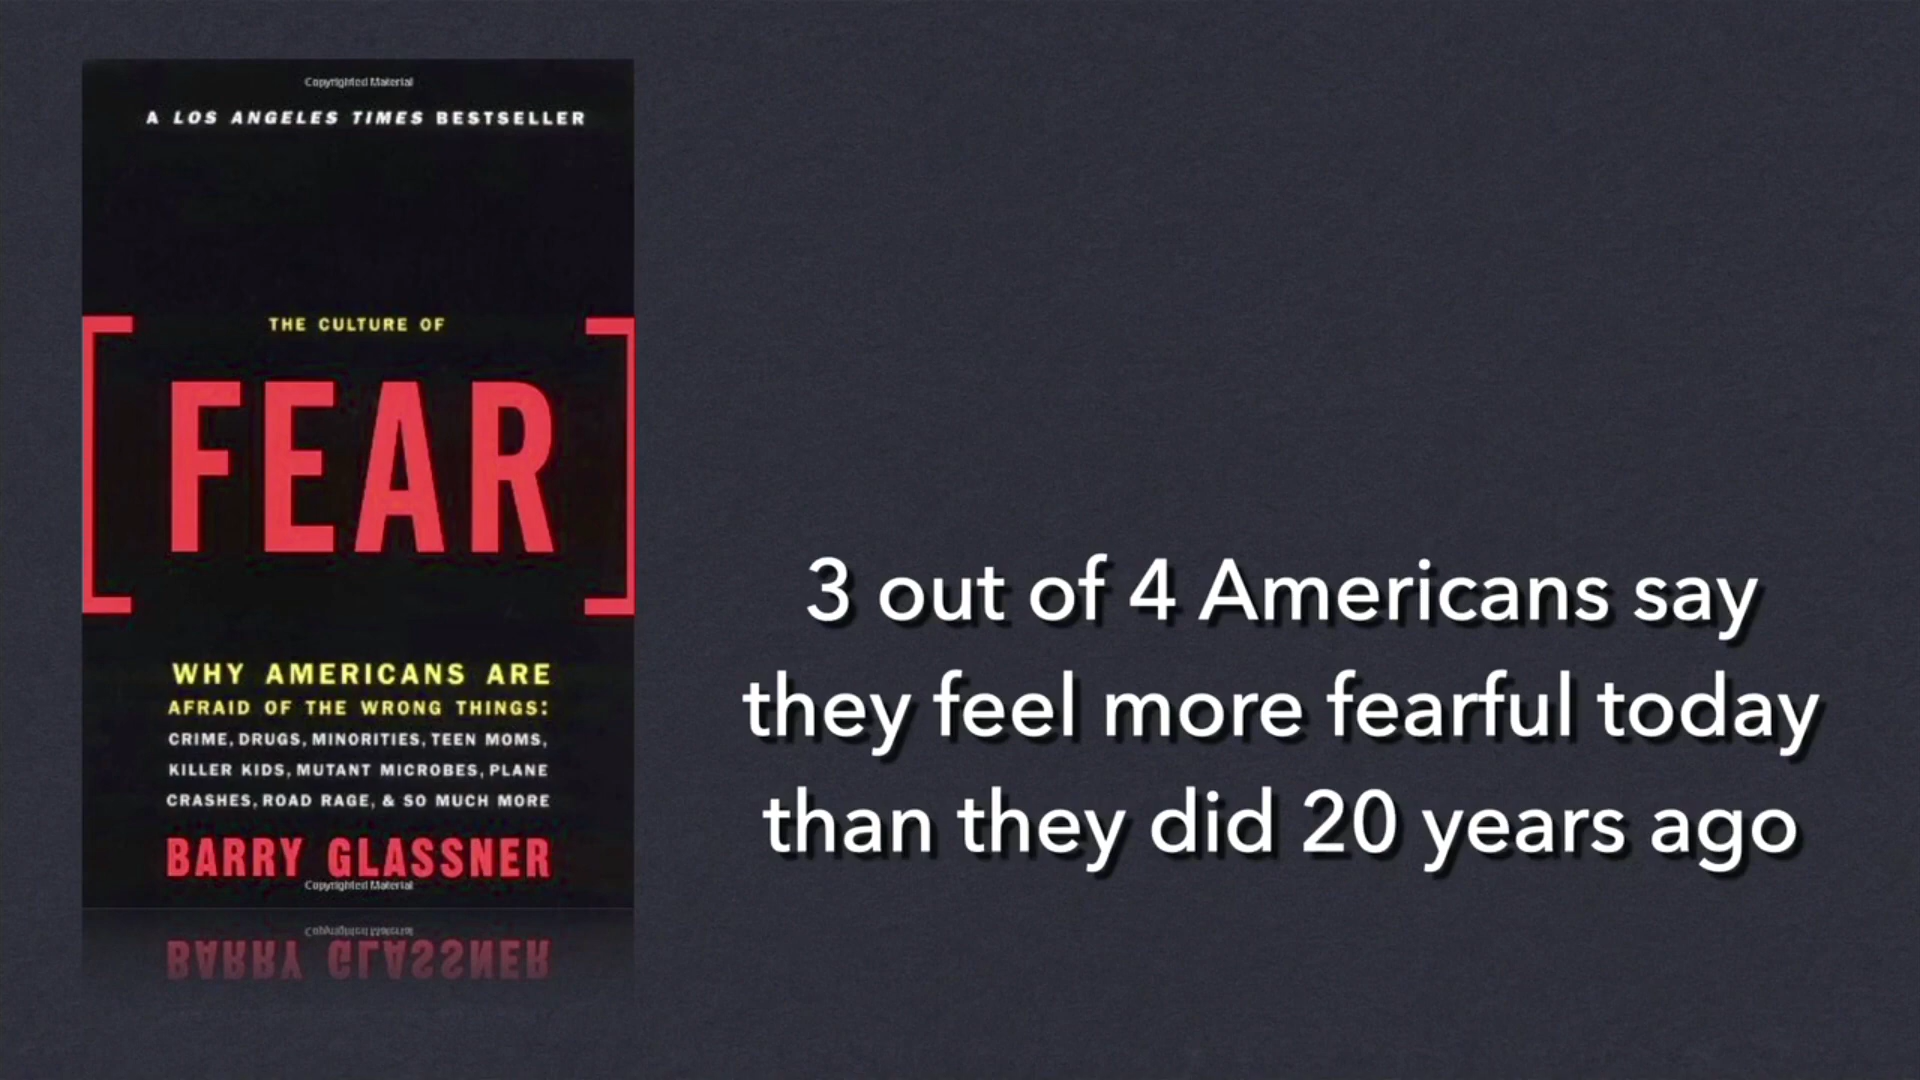 Copyrighted Material
A LOS ANGELES TIMES BESTSELLER
THE CULTURE OF
[FEAR]
WHY AMERICANS ARE
AFRAID OF THE WRONG THINGS:
CRIME, DRUGS, MINORITIES, TEEN MOMS,
KILLER KIDS, MUTANT MICROBES, PLANE
CRASHES, ROAD RAGE, & SO MUCH MORE
BARRY GLASSNER
Copyrighted Material
3 out of 4 Americans say
they feel more fearful today
than they did 20 years ago